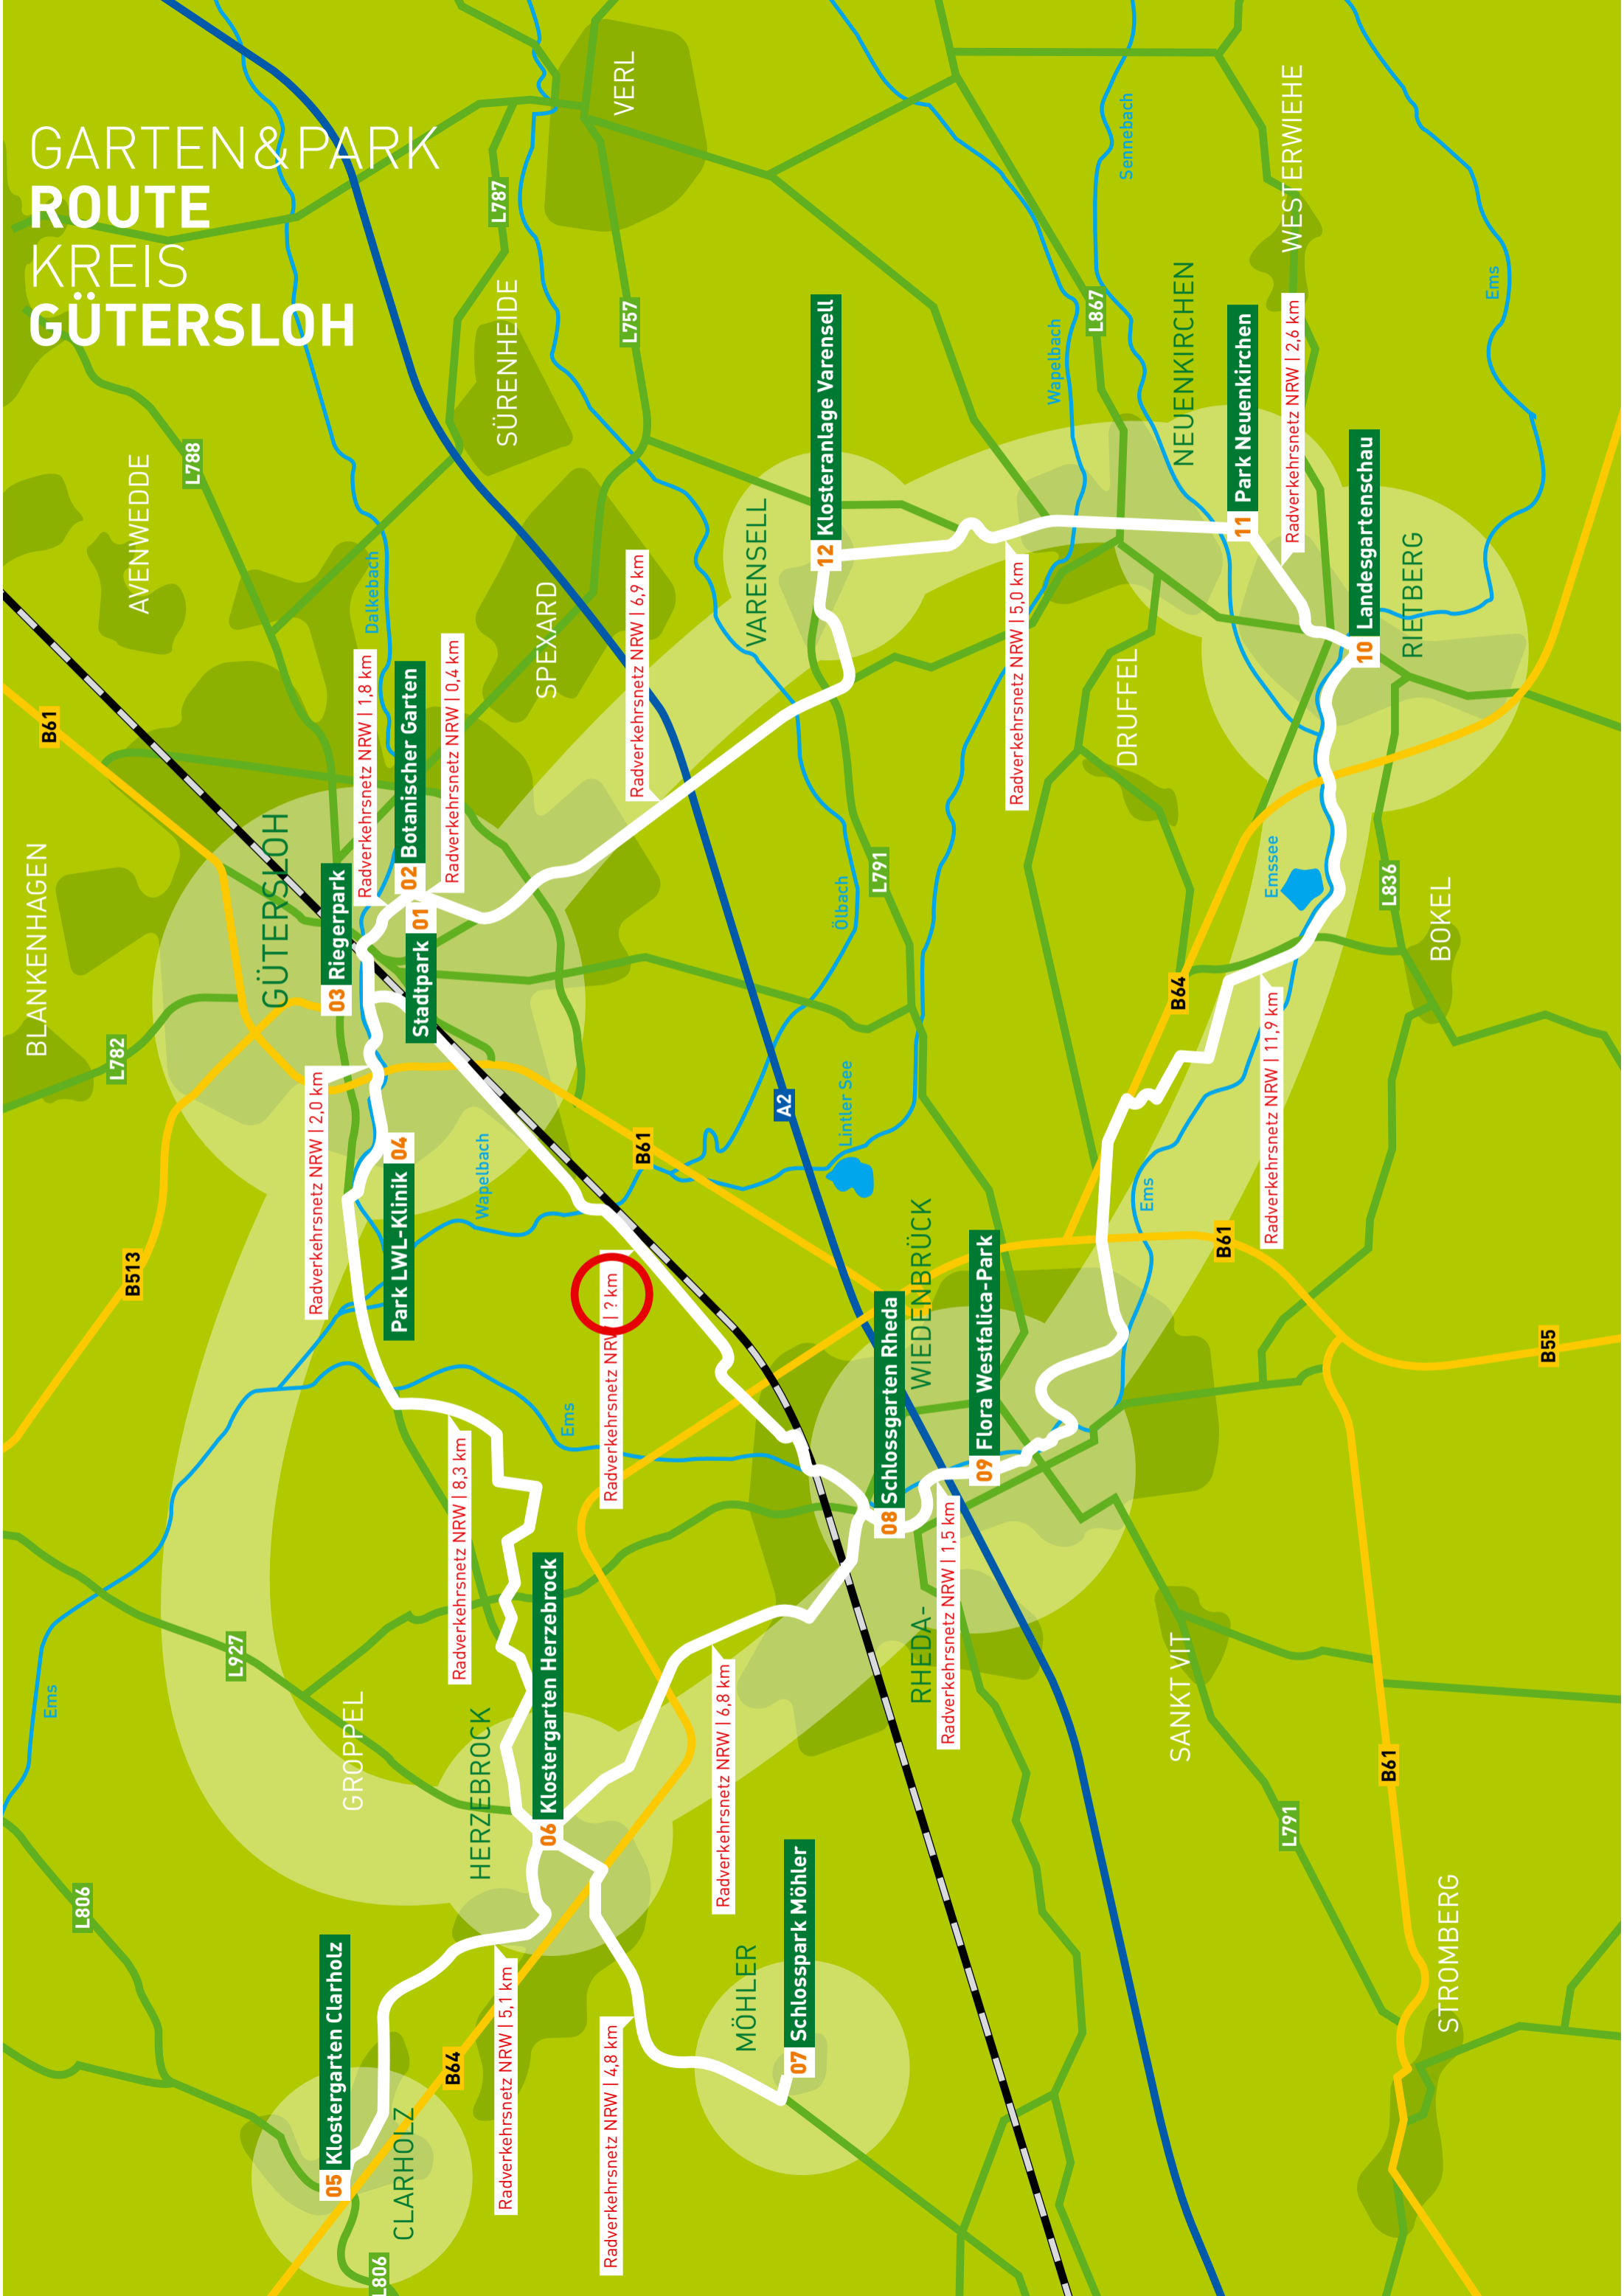 GARTEN&PARK
ROUTE
KREIS
GÜTERSLOH
VERL
L787
SÜRENHEIDE
L757
L788
AVENWEDDE
Dalkebach
SPEXARD
B61
BLANKENHAGEN
L782
GÜTERSLOH
Radverkehrsnetz NRW | 1,8 km
02 Botanischer Garten
Radverkehrsnetz NRW | 0,4 km
03 Riegerpark
01
Stadtpark
Radverkehrsnetz NRW | 6,9 km
VARENSELL
12 Klosteranlage Varensell
Sennebach
WESTERWIEHE
Wapelbach
L867
NEUENKIRCHEN
Ems
11 Park Neuenkirchen
Radverkehrsnetz NRW | 2,6 km
10 Landesgartenschau
RIETBERG
Radverkehrsnetz NRW | 5,0 km
DRUFFEL
Emssee
L836
BOKEL
B64
Ölbach
L791
A2
Lintler See
Radverkehrsnetz NRW | 11,9 km
Ems
B61
B55
Radverkehrsnetz NRW | 2,0 km
Park LWL-Klinik 04
Wapelbach
B61
B513
Radverkehrsnetz NRW | ? km
Ems
WIEDENBRÜCK
08 Schlossgarten Rheda
09 Flora Westfalica-Park
RHEDA-
Radverkehrsnetz NRW | 1,5 km
SANKT VIT
Radverkehrsnetz NRW | 8,3 km
06 Klostergarten Herzebrock
HERZEBROCK
GROPPEL
L927
Ems
Radverkehrsnetz NRW | 6,8 km
L806
05 Klostergarten Clarholz
CLARHOLZ
B64
L806
Radverkehrsnetz NRW | 5,1 km
Radverkehrsnetz NRW | 4,8 km
MÖHLER
07 Schlosspark Möhler
L791
B61
STROMBERG